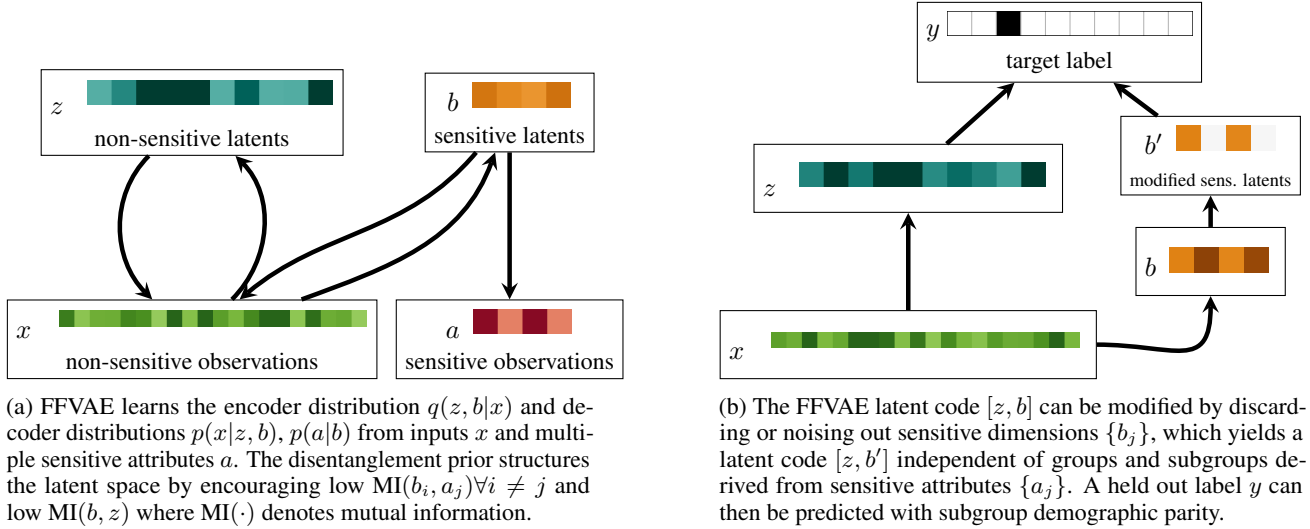 z
non-sensitive latents
b
sensitive latents
x
non-sensitive observations
a
sensitive observations
(a) FFVAE learns the encoder distribution q(z, b|x) and de-
coder distributions p(x|z, b), p(a|b) from inputs x and multi-
ple sensitive attributes a. The disentanglement prior structures
the latent space by encouraging low MI(b_i, a_j)∀i ≠ j and
low MI(b, z) where MI(·) denotes mutual information.
y
target label
b′
modified sens. latents
z
b
x
(b) The FFVAE latent code [z, b] can be modified by discard-
ing or noising out sensitive dimensions {b_j}, which yields a
latent code [z, b′] independent of groups and subgroups de-
rived from sensitive attributes {a_j}. A held out label y can
then be predicted with subgroup demographic parity.